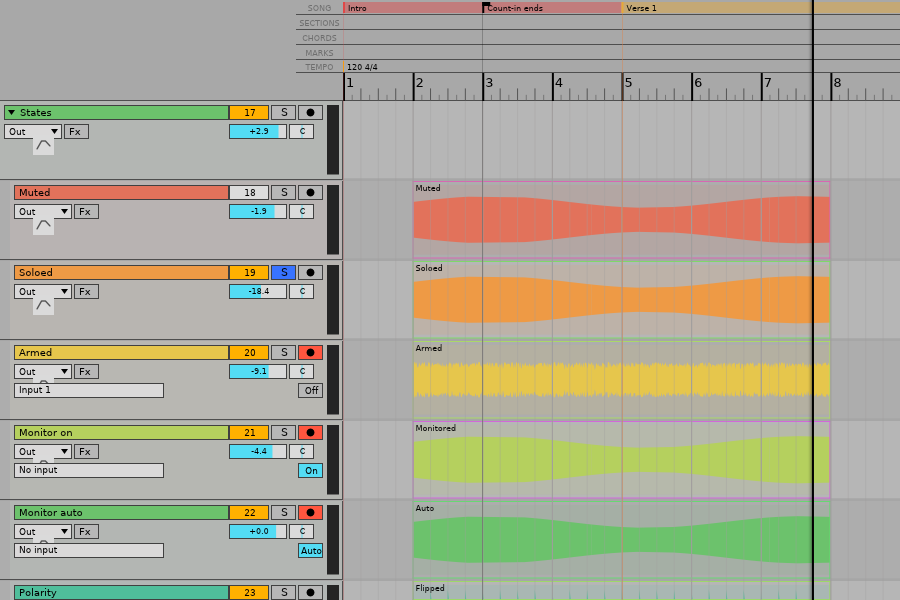 SONG Intro Count-in ends Verse 1
SECTIONS
CHORDS
MARKS
TEMPO 120 4/4
1 2 3 4 5 6 7 8
States 17 S
Out Fx +2.9 C
Muted 18 S Muted
Out Fx -1.9 C
Soloed 19 S Soloed
Out Fx -18.4 C
Armed 20 S Armed
Out Fx -9.1 C
Input 1 Off
Monitor on 21 S Monitored
Out Fx -4.4 C
No input On
Monitor auto 22 S Auto
Out Fx +0.0 C
No input Auto
Polarity 23 S Flipped